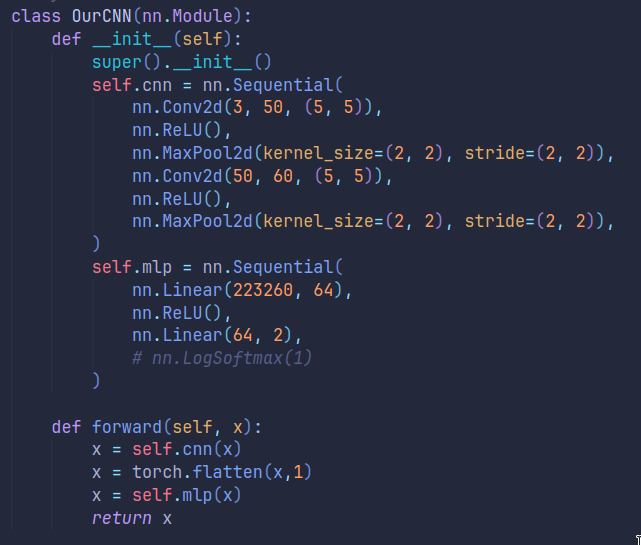 class OurCNN(nn.Module):
    def __init__(self):
        super().__init__()
        self.cnn = nn.Sequential(
            nn.Conv2d(3, 50, (5, 5)),
            nn.ReLU(),
            nn.MaxPool2d(kernel_size=(2, 2), stride=(2, 2)),
            nn.Conv2d(50, 60, (5, 5)),
            nn.ReLU(),
            nn.MaxPool2d(kernel_size=(2, 2), stride=(2, 2)),
        )
        self.mlp = nn.Sequential(
            nn.Linear(223260, 64),
            nn.ReLU(),
            nn.Linear(64, 2),
            # nn.LogSoftmax(1)
        )

    def forward(self, x):
        x = self.cnn(x)
        x = torch.flatten(x,1)
        x = self.mlp(x)
        return x